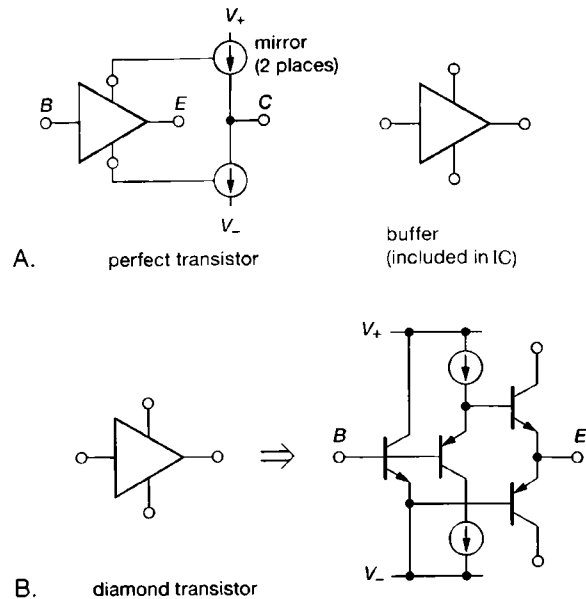 V+
mirror
(2 places)
B
E
C
V−
buffer
(included in IC)
A.
perfect transistor
V+
B
E
V−
B.
diamond transistor